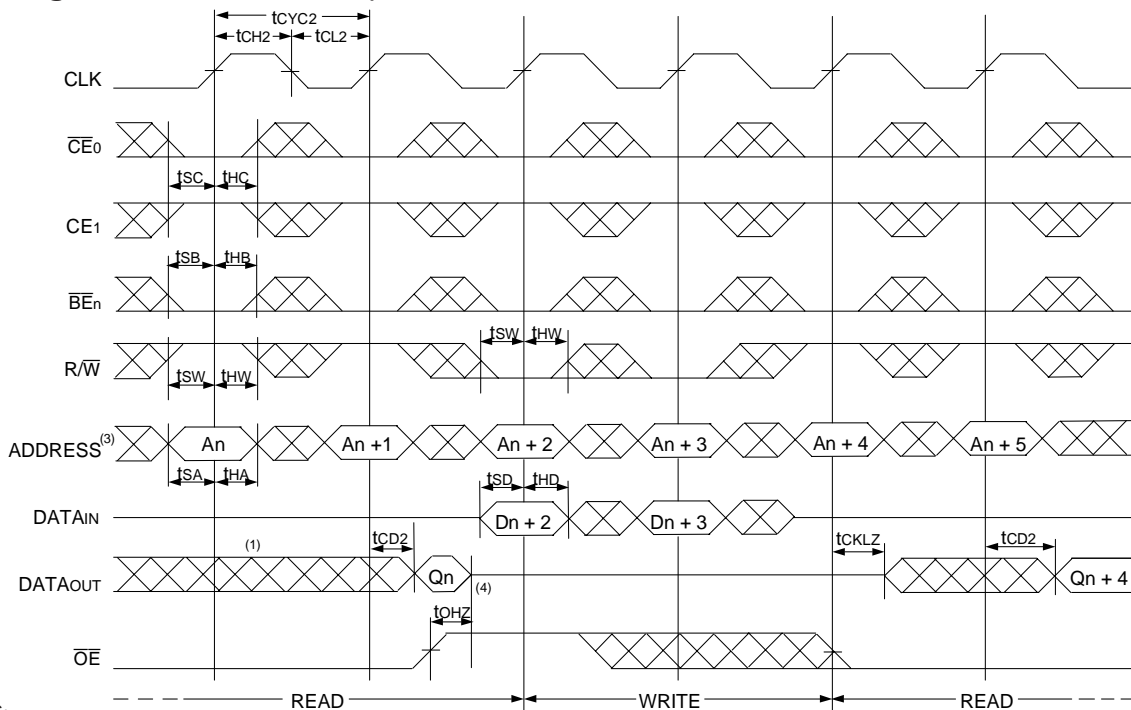 tCYC2
tCH2 tCL2
CLK
CE0
tSC tHC
CE1
tSB tHB
BEn
tSW tHW
R/W
tSW tHW
ADDRESS(3) An An +1 An + 2 An + 3 An + 4 An + 5
tSA tHA
tSD tHD
DATAIN Dn + 2 Dn + 3
(1) tCD2 tCKLZ tCD2
DATAOUT Qn (4) Qn + 4
tOHZ
OE
READ WRITE READ